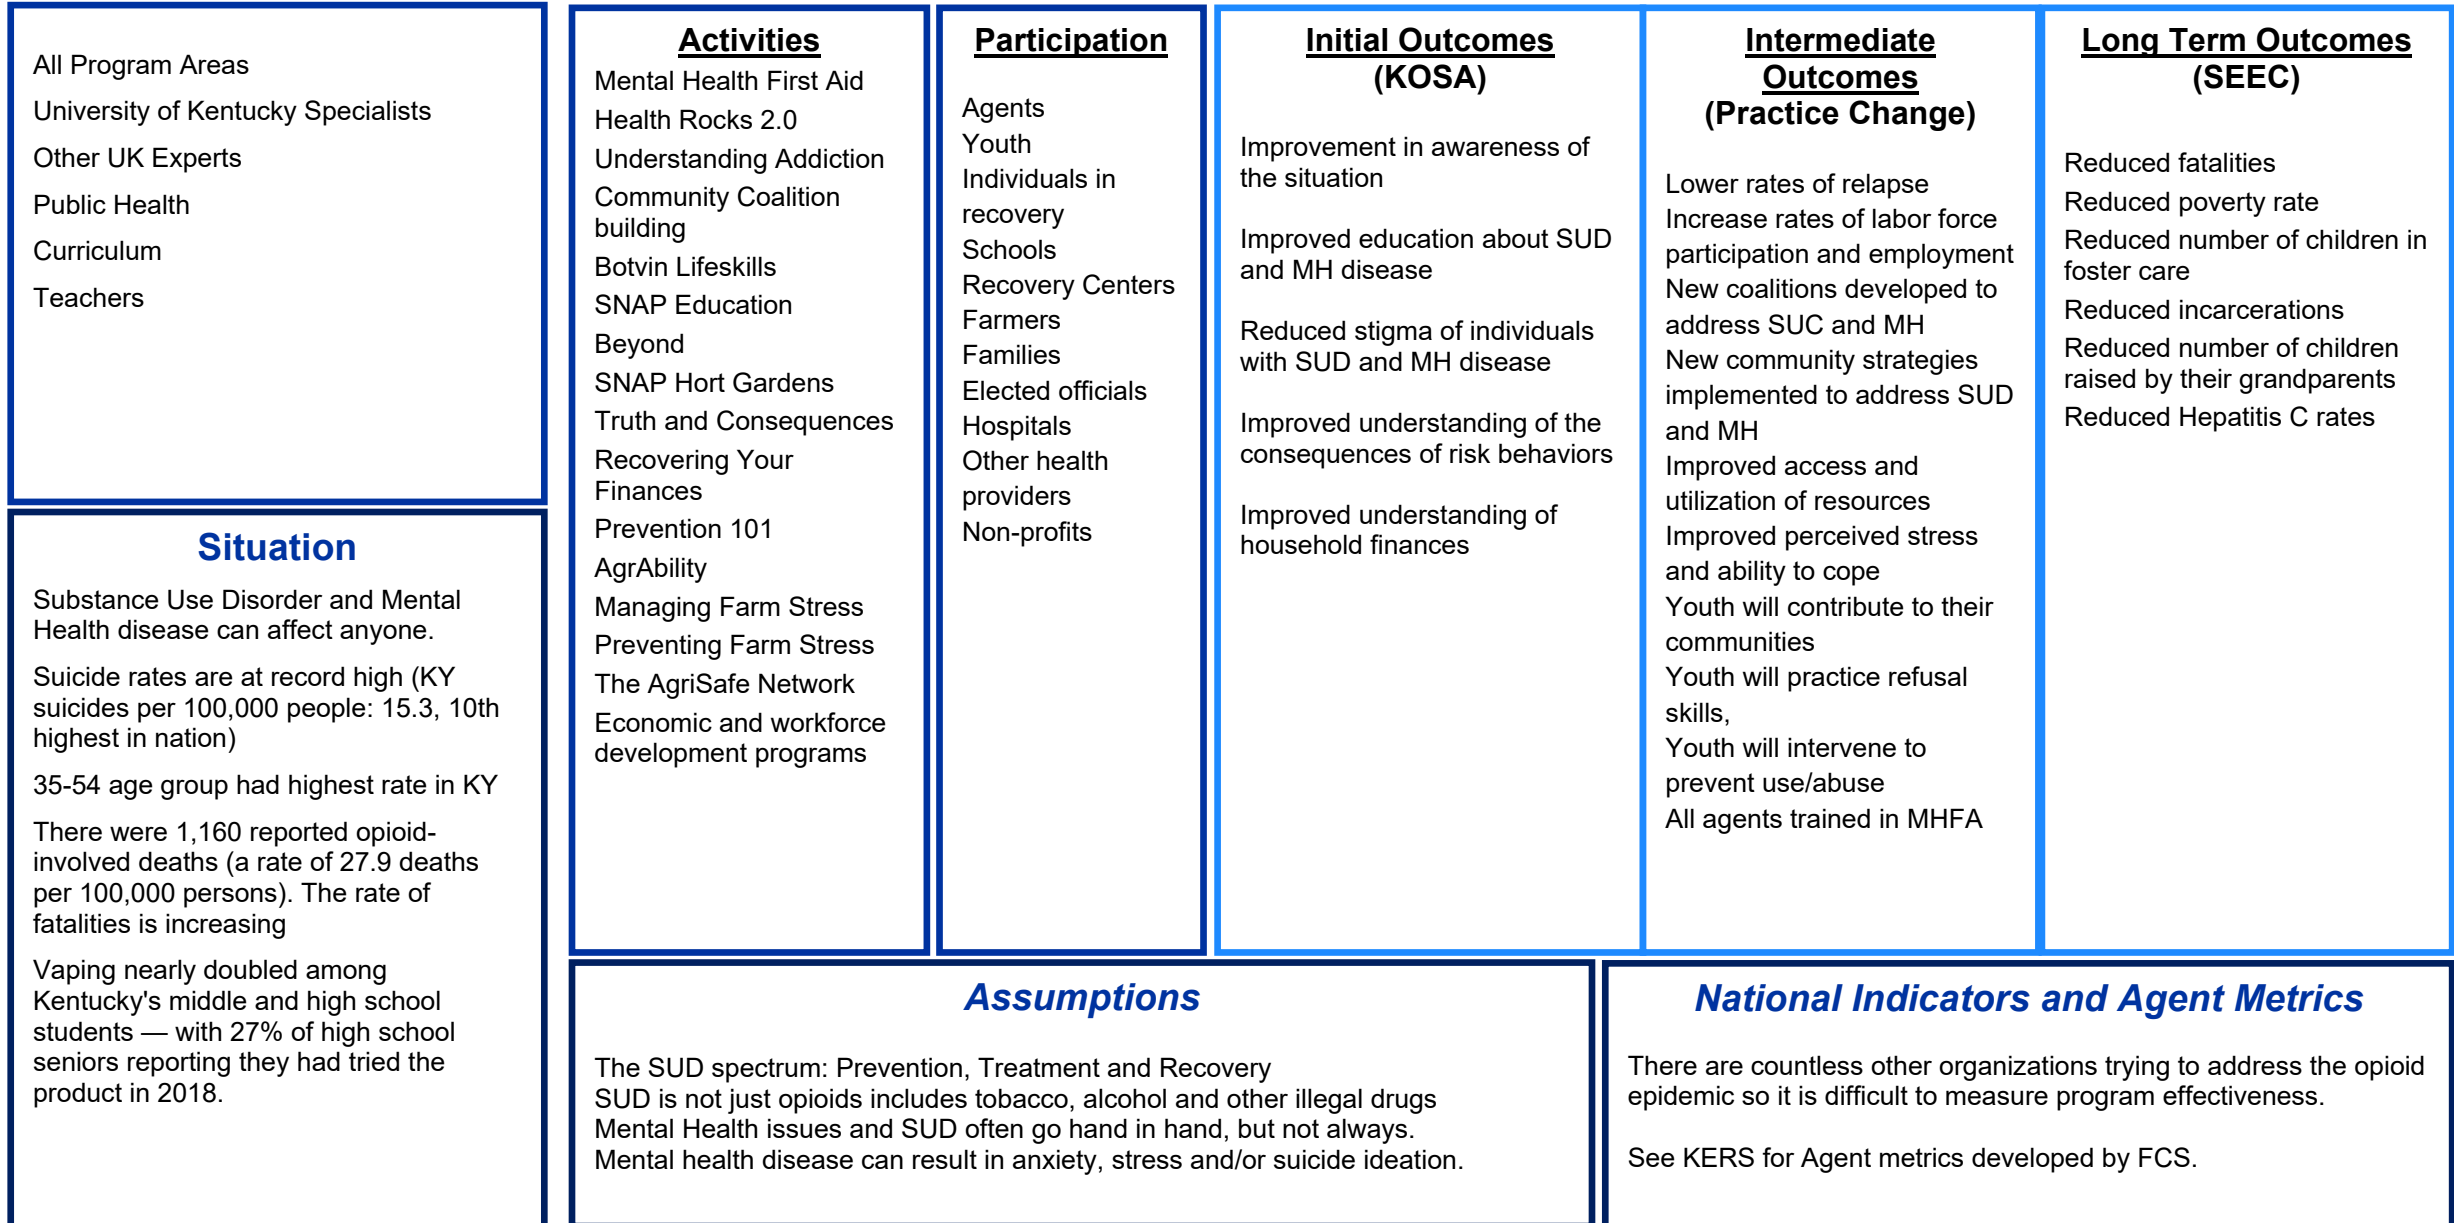 All Program Areas
University of Kentucky Specialists
Other UK Experts
Public Health
Curriculum
Teachers
Situation
Substance Use Disorder and Mental
Health disease can affect anyone.
Suicide rates are at record high (KY
suicides per 100,000 people: 15.3, 10th
highest in nation)
35-54 age group had highest rate in KY
There were 1,160 reported opioid-
involved deaths (a rate of 27.9 deaths
per 100,000 persons). The rate of
fatalities is increasing
Vaping nearly doubled among
Kentucky's middle and high school
students — with 27% of high school
seniors reporting they had tried the
product in 2018.
Activities
Mental Health First Aid
Health Rocks 2.0
Understanding Addiction
Community Coalition
building
Botvin Lifeskills
SNAP Education
Beyond
SNAP Hort Gardens
Truth and Consequences
Recovering Your
Finances
Prevention 101
AgrAbility
Managing Farm Stress
Preventing Farm Stress
The AgriSafe Network
Economic and workforce
development programs
Participation
Agents
Youth
Individuals in
recovery
Schools
Recovery Centers
Farmers
Families
Elected officials
Hospitals
Other health
providers
Non-profits
Initial Outcomes
(KOSA)
Improvement in awareness of
the situation
Improved education about SUD
and MH disease
Reduced stigma of individuals
with SUD and MH disease
Improved understanding of the
consequences of risk behaviors
Improved understanding of
household finances
Intermediate
Outcomes
(Practice Change)
Lower rates of relapse
Increase rates of labor force
participation and employment
New coalitions developed to
address SUC and MH
New community strategies
implemented to address SUD
and MH
Improved access and
utilization of resources
Improved perceived stress
and ability to cope
Youth will contribute to their
communities
Youth will practice refusal
skills,
Youth will intervene to
prevent use/abuse
All agents trained in MHFA
Long Term Outcomes
(SEEC)
Reduced fatalities
Reduced poverty rate
Reduced number of children in
foster care
Reduced incarcerations
Reduced number of children
raised by their grandparents
Reduced Hepatitis C rates
Assumptions
The SUD spectrum: Prevention, Treatment and Recovery
SUD is not just opioids includes tobacco, alcohol and other illegal drugs
Mental Health issues and SUD often go hand in hand, but not always.
Mental health disease can result in anxiety, stress and/or suicide ideation.
National Indicators and Agent Metrics
There are countless other organizations trying to address the opioid
epidemic so it is difficult to measure program effectiveness.
See KERS for Agent metrics developed by FCS.